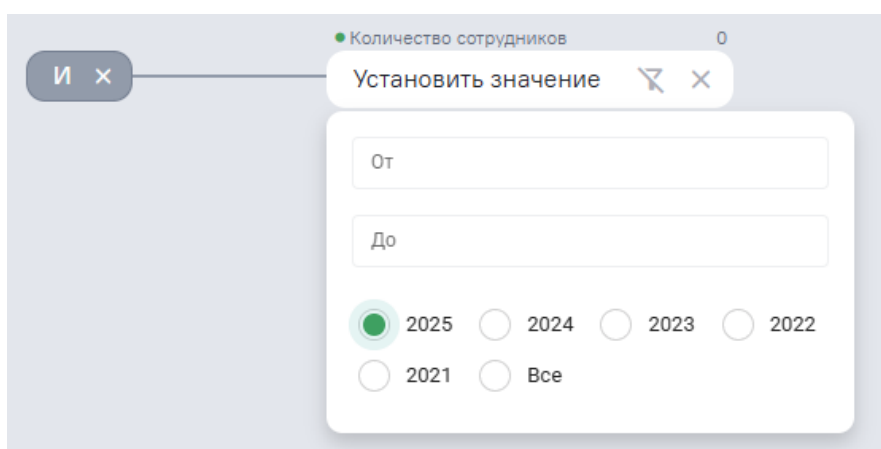 Количество сотрудников 0
И × Установить значение ×
От
До
2025 2024 2023 2022
2021 Все